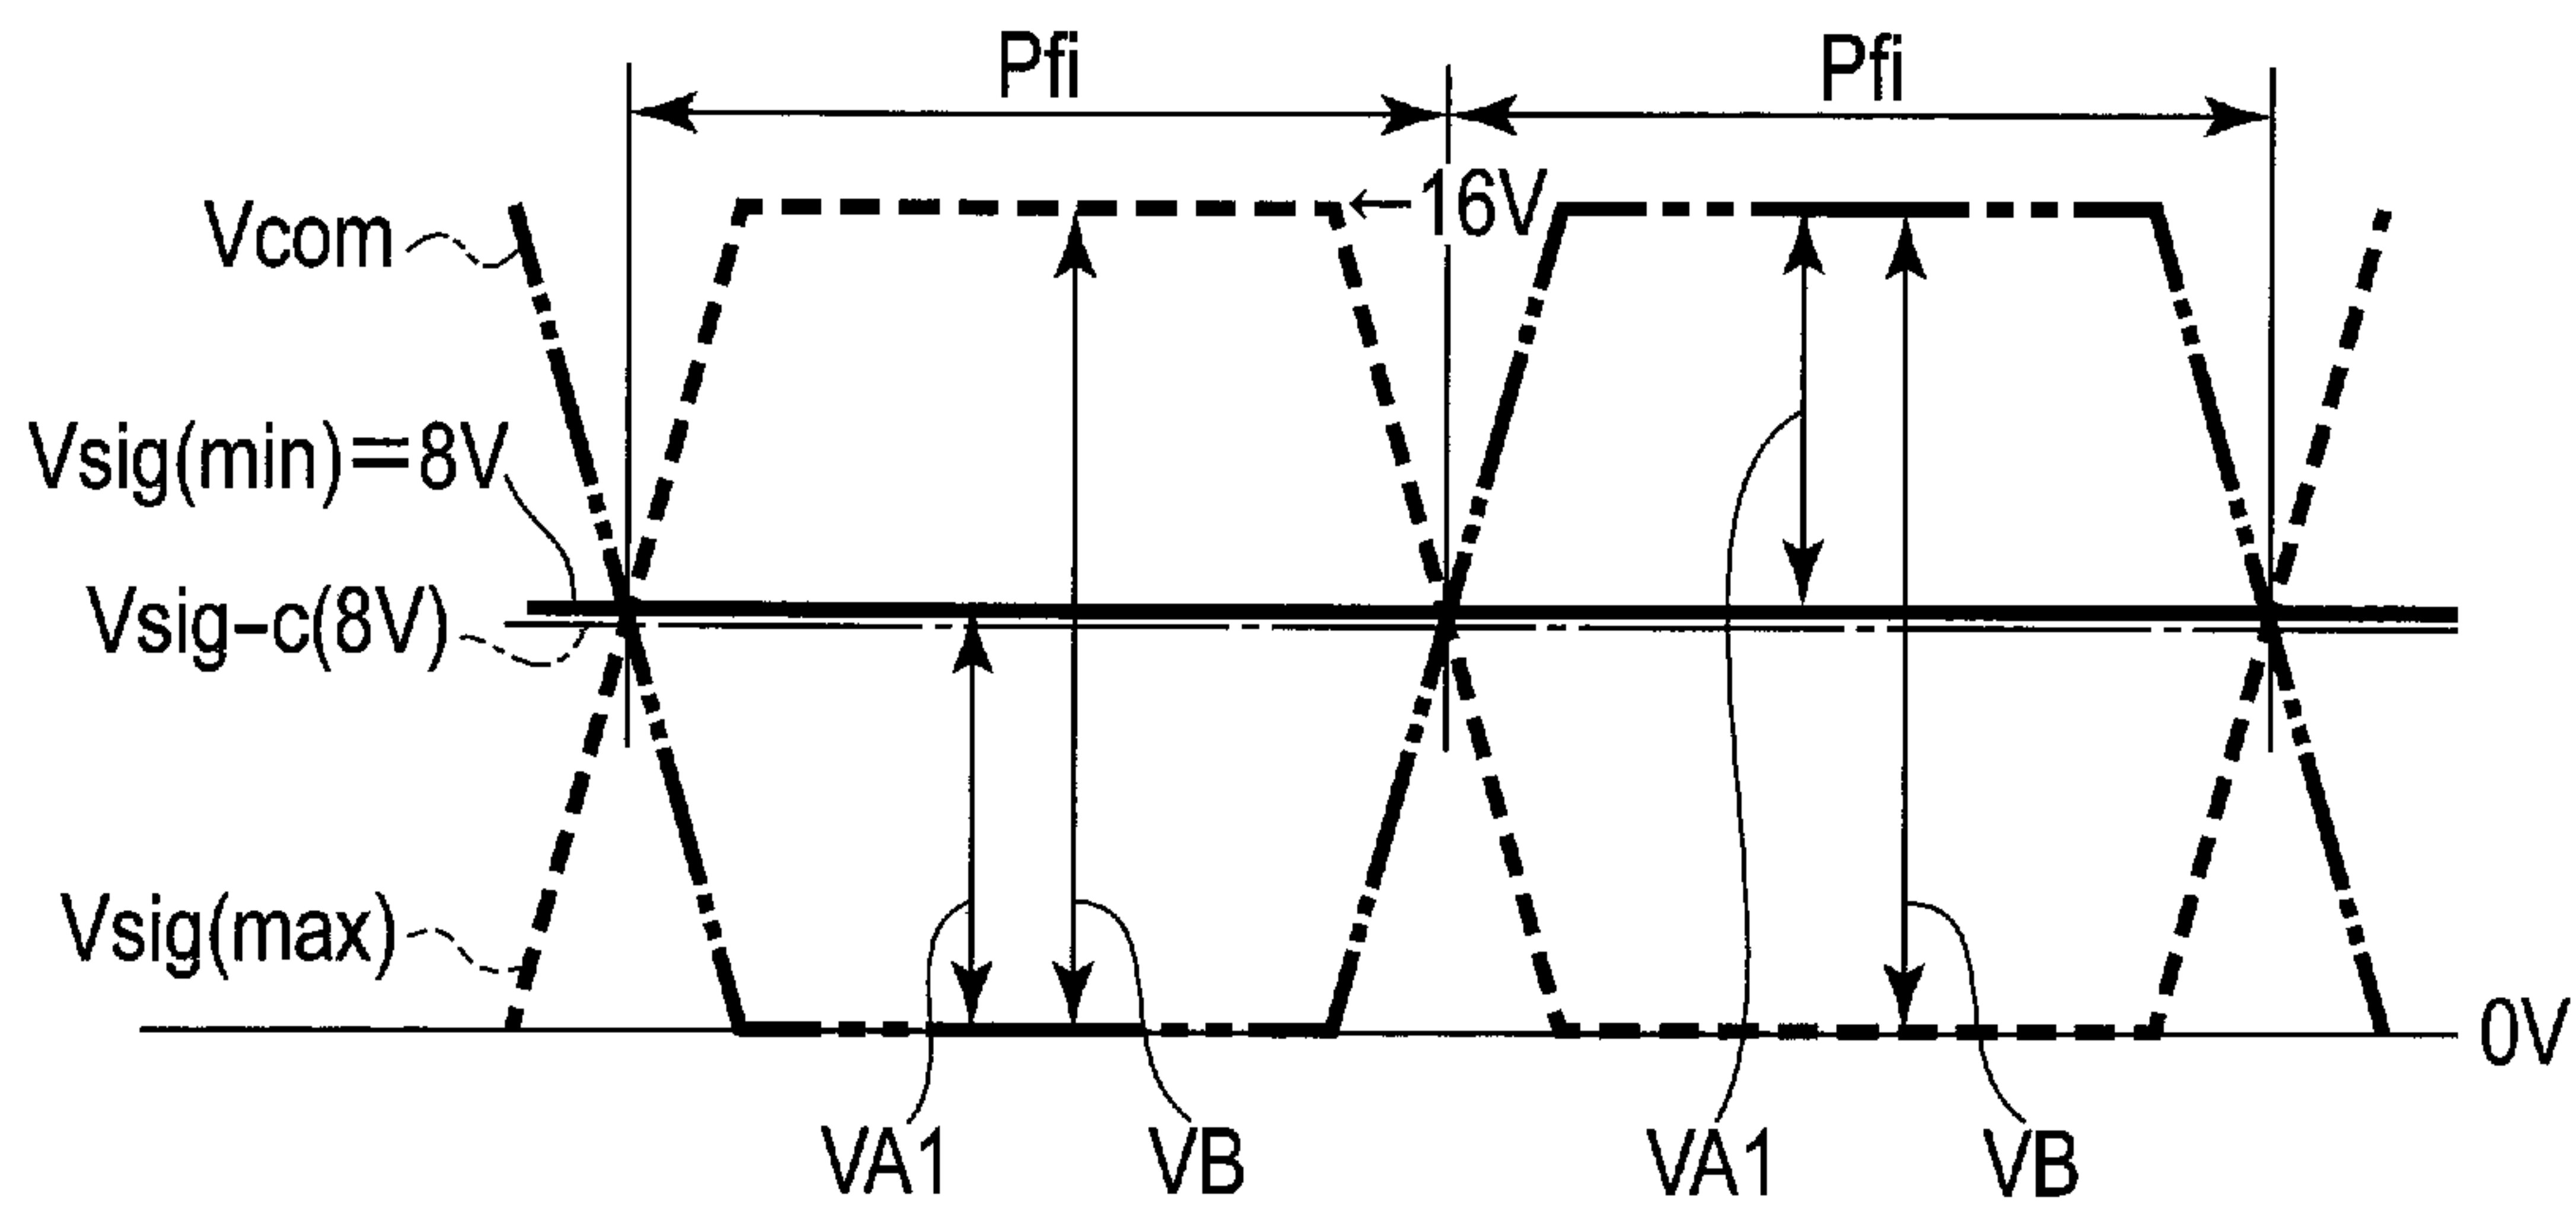 Pfi
Pfi
←16V
Vcom
Vsig(min)=8V
Vsig-c(8V)
Vsig(max)
0V
VA1
VB
VA1
VB